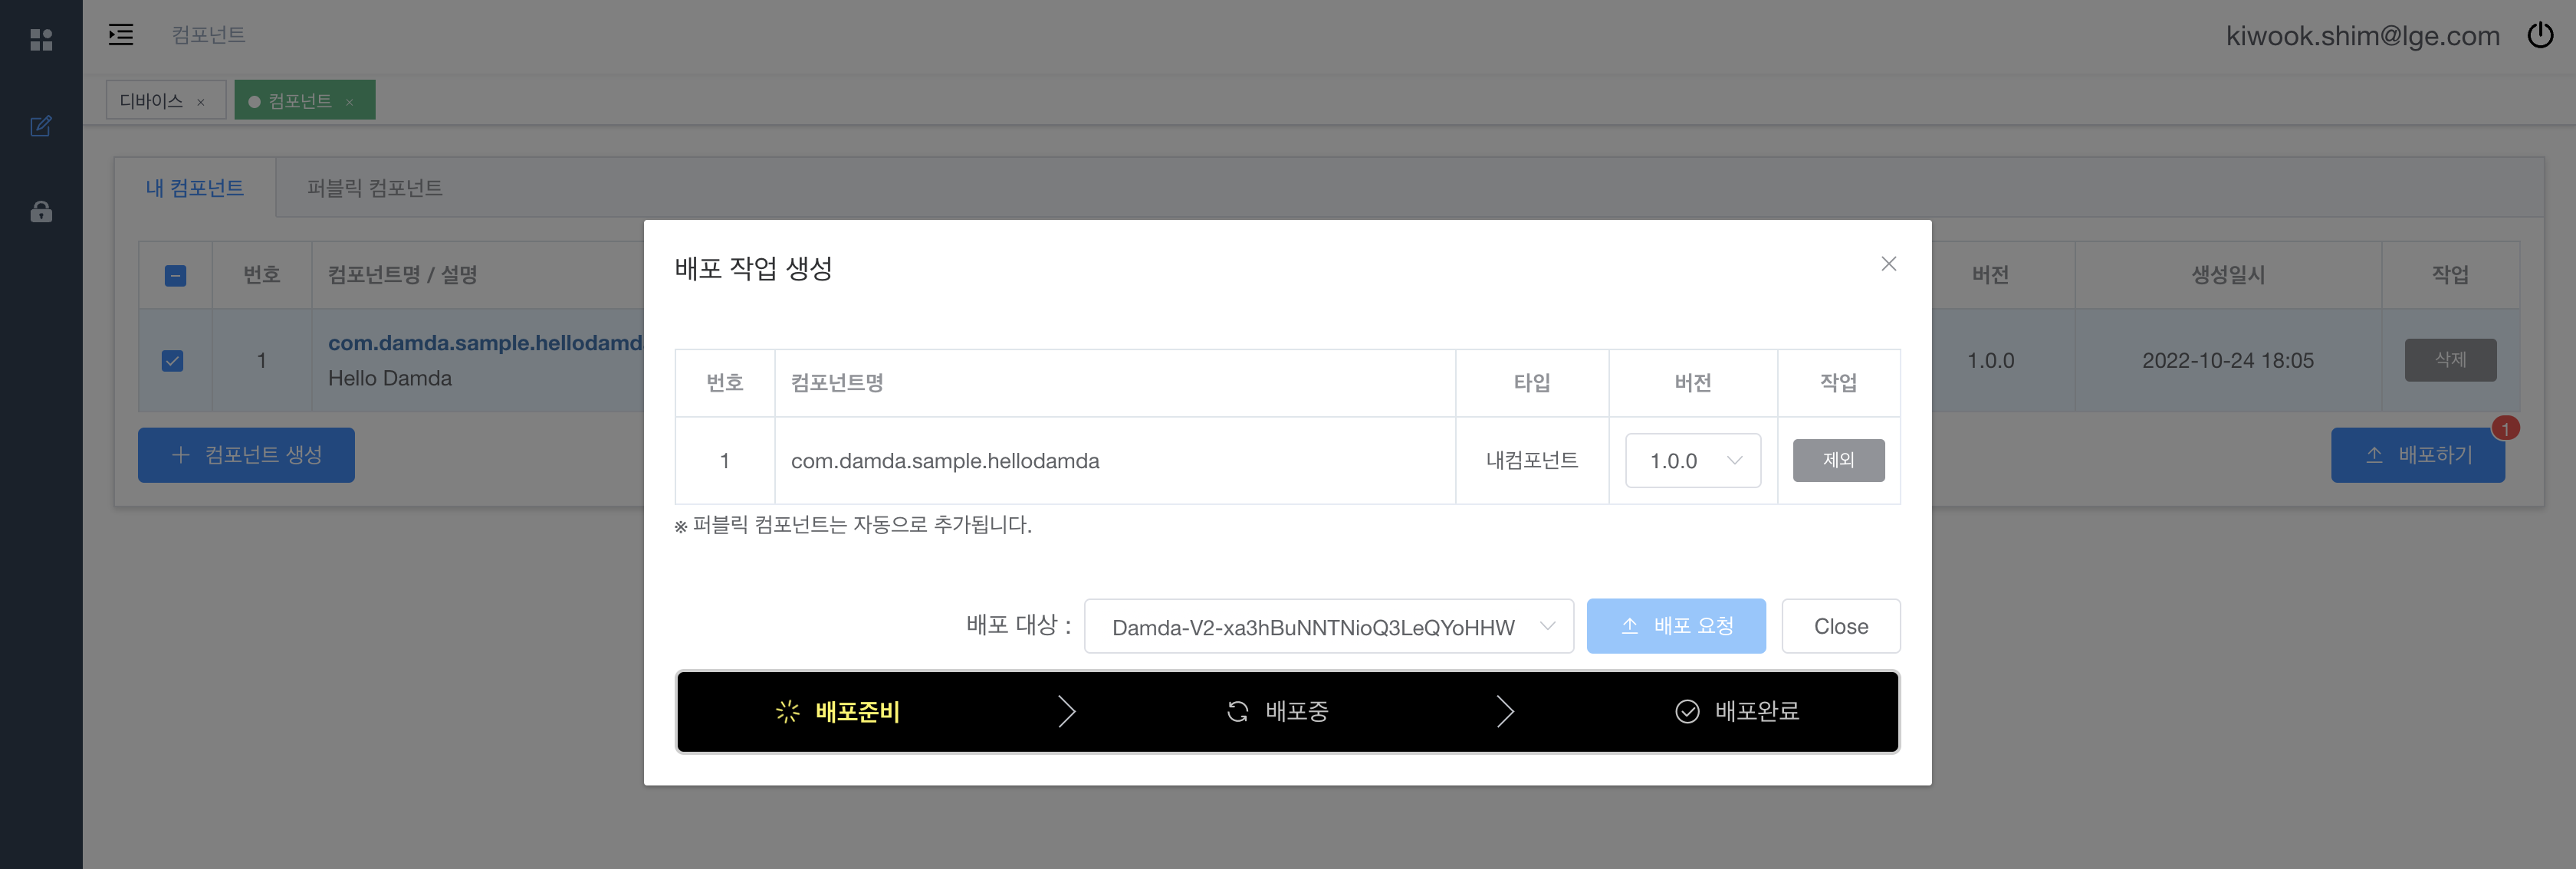 컴포넌트
kiwook.shim@lge.com
디바이스 ×
컴포넌트 ×
내 컴포넌트
퍼블릭 컴포넌트
번호
컴포넌트명 / 설명
버전
생성일시
작업
1
com.damda.sample.hellodamd
Hello Damda
1.0.0
2022-10-24 18:05
삭제
+ 컴포넌트 생성
배포하기
1
배포 작업 생성
번호
컴포넌트명
타입
버전
작업
1
com.damda.sample.hellodamda
내컴포넌트
1.0.0
제외
※ 퍼블릭 컴포넌트는 자동으로 추가됩니다.
배포 대상 :
Damda-V2-xa3hBuNNTNioQ3LeQYoHHW
배포 요청
Close
배포준비
배포중
배포완료